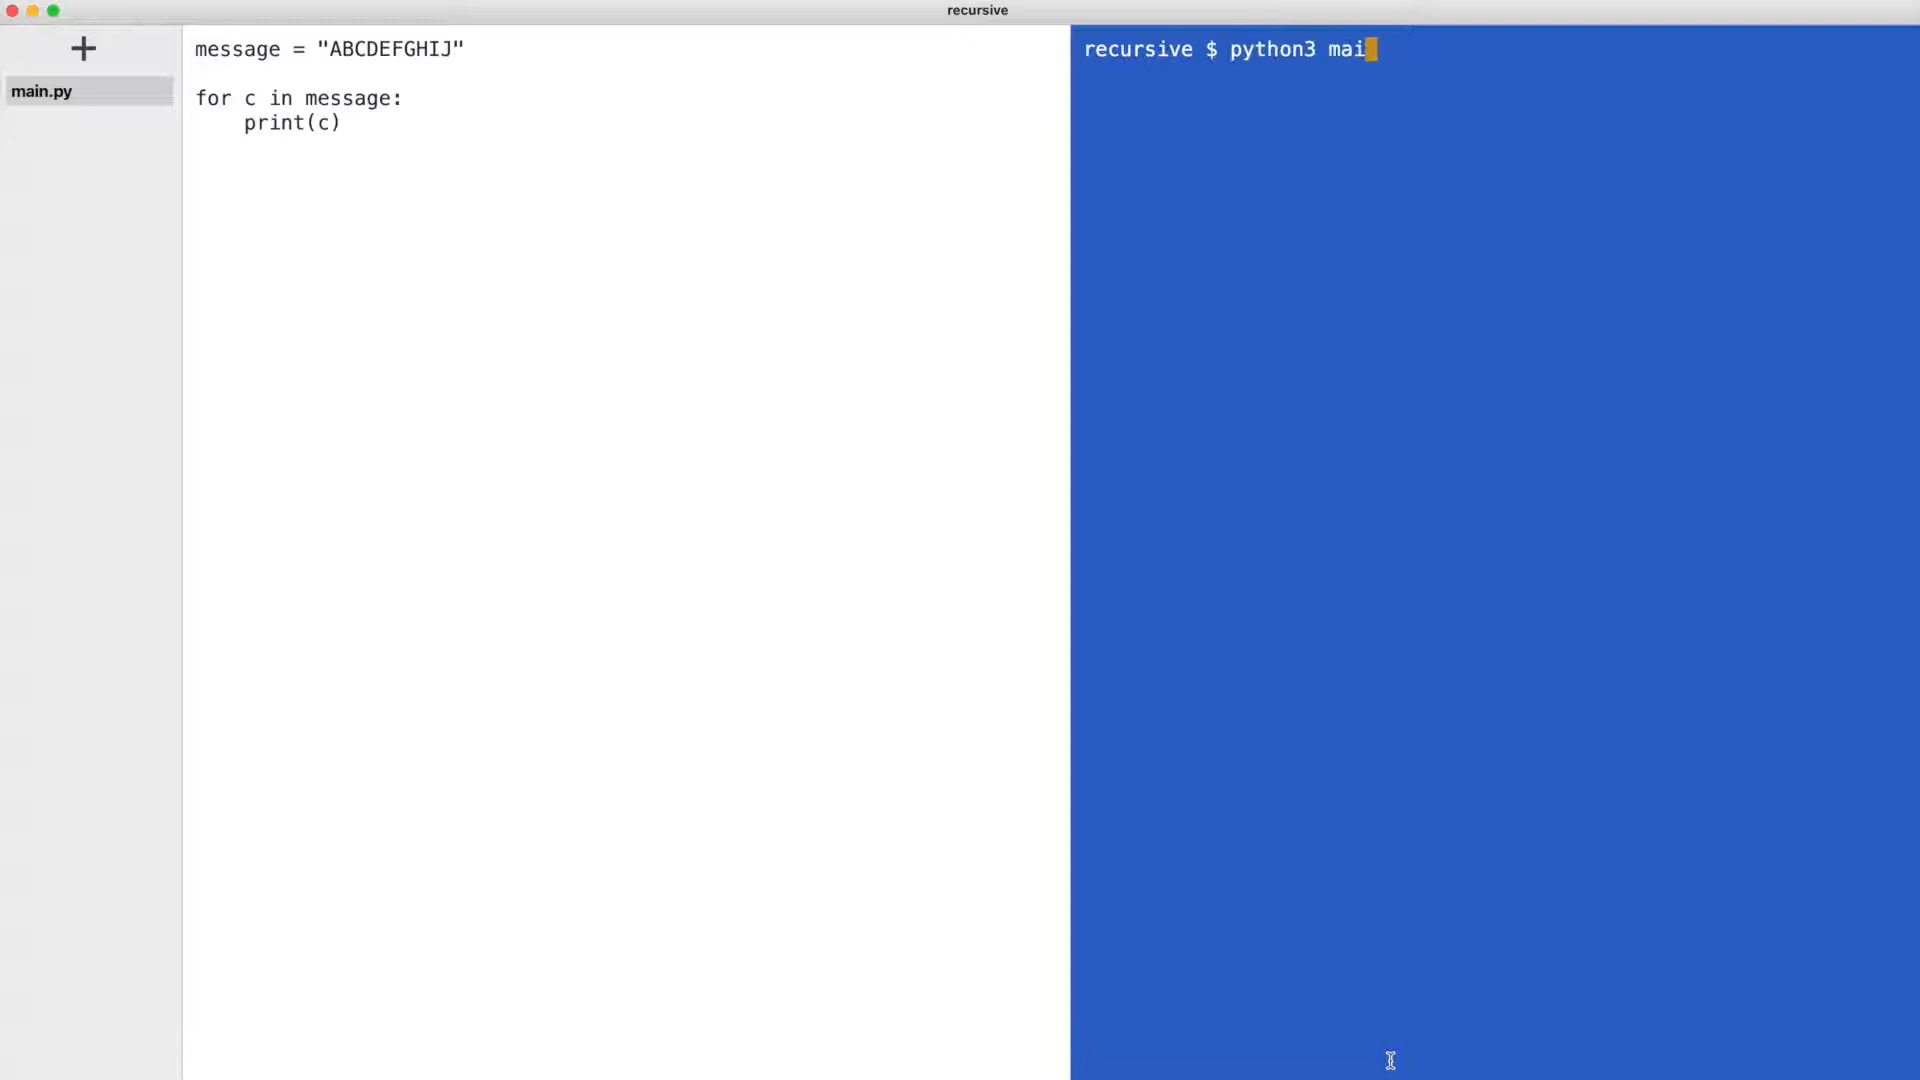 recursive
+
main.py
message = "ABCDEFGHIJ"
for c in message:
    print(c)
recursive $ python3 mai